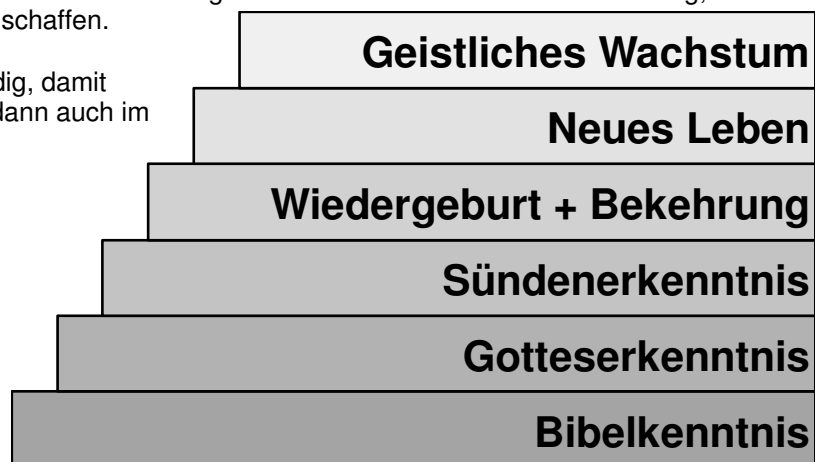 schaffen.
dig, damit
dann auch im
Geistliches Wachstum
Neues Leben
Wiedergeburt + Bekehrung
Sündenerkenntnis
Gotteserkenntnis
Bibelkenntnis